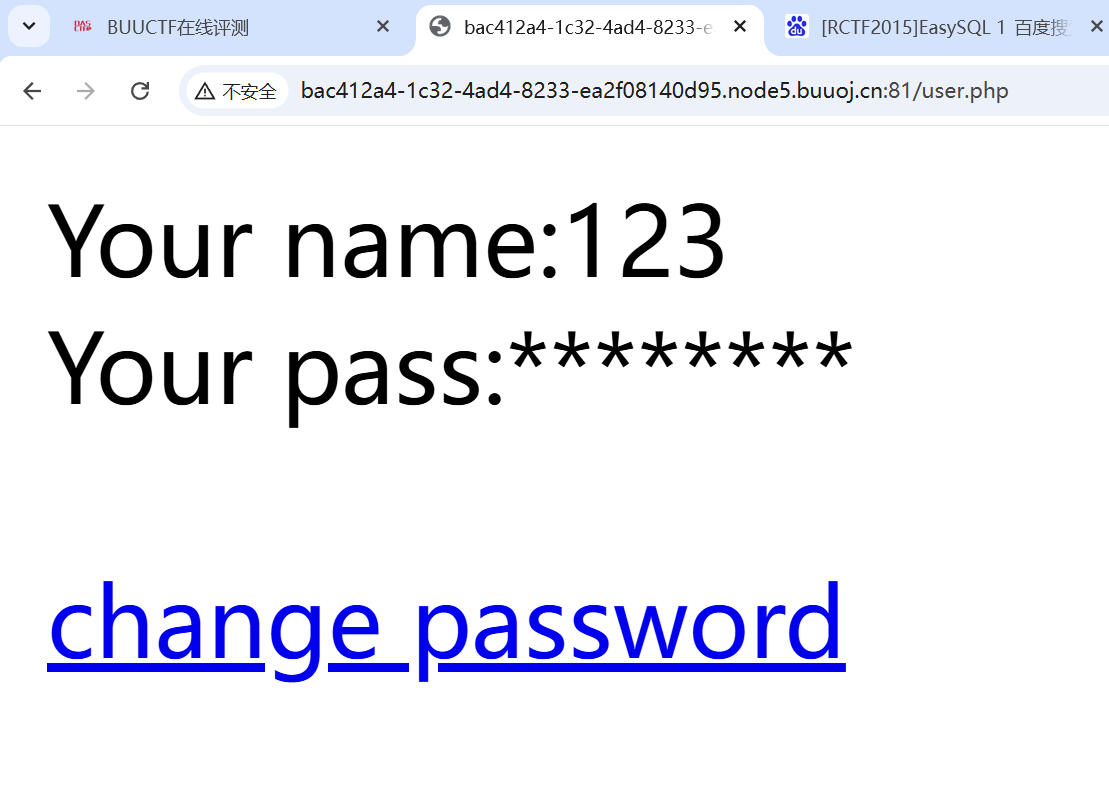 BUUCTF在线评测
bac412a4-1c32-4ad4-8233-e
[RCTF2015]EasySQL 1 百度搜
不安全
bac412a4-1c32-4ad4-8233-ea2f08140d95.node5.buuoj.cn:81/user.php
Your name:123
Your pass:********
change password